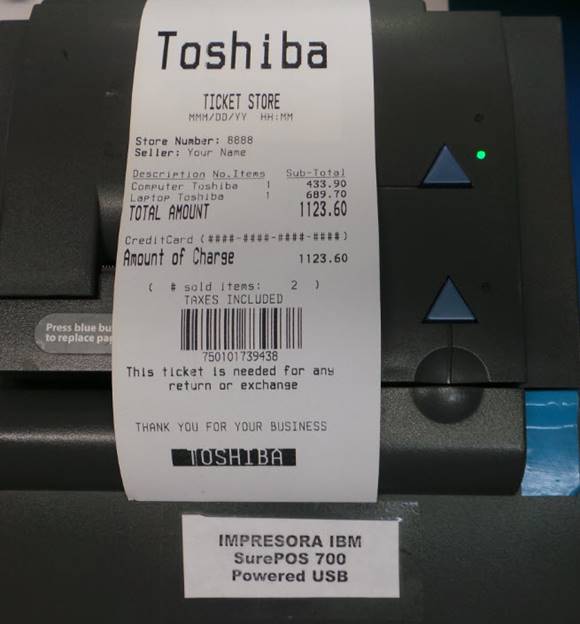 Toshiba
TICKET STORE
MMM/DD/YY HH:MM
Store Number: 8888
Seller: Your Name
Description No.Items Sub-Total
Computer Toshiba 1 433.90
Laptop Toshiba 1 689.70
TOTAL AMOUNT 1123.60
CreditCard (####-####-####-####)
Amount of Charge 1123.60
( # sold items: 2 )
TAXES INCLUDED
750101739438
This ticket is needed for any
return or exchange
THANK YOU FOR YOUR BUSINESS
TOSHIBA
Press blue
to replace
IMPRESORA IBM
SurePOS 700
Powered USB